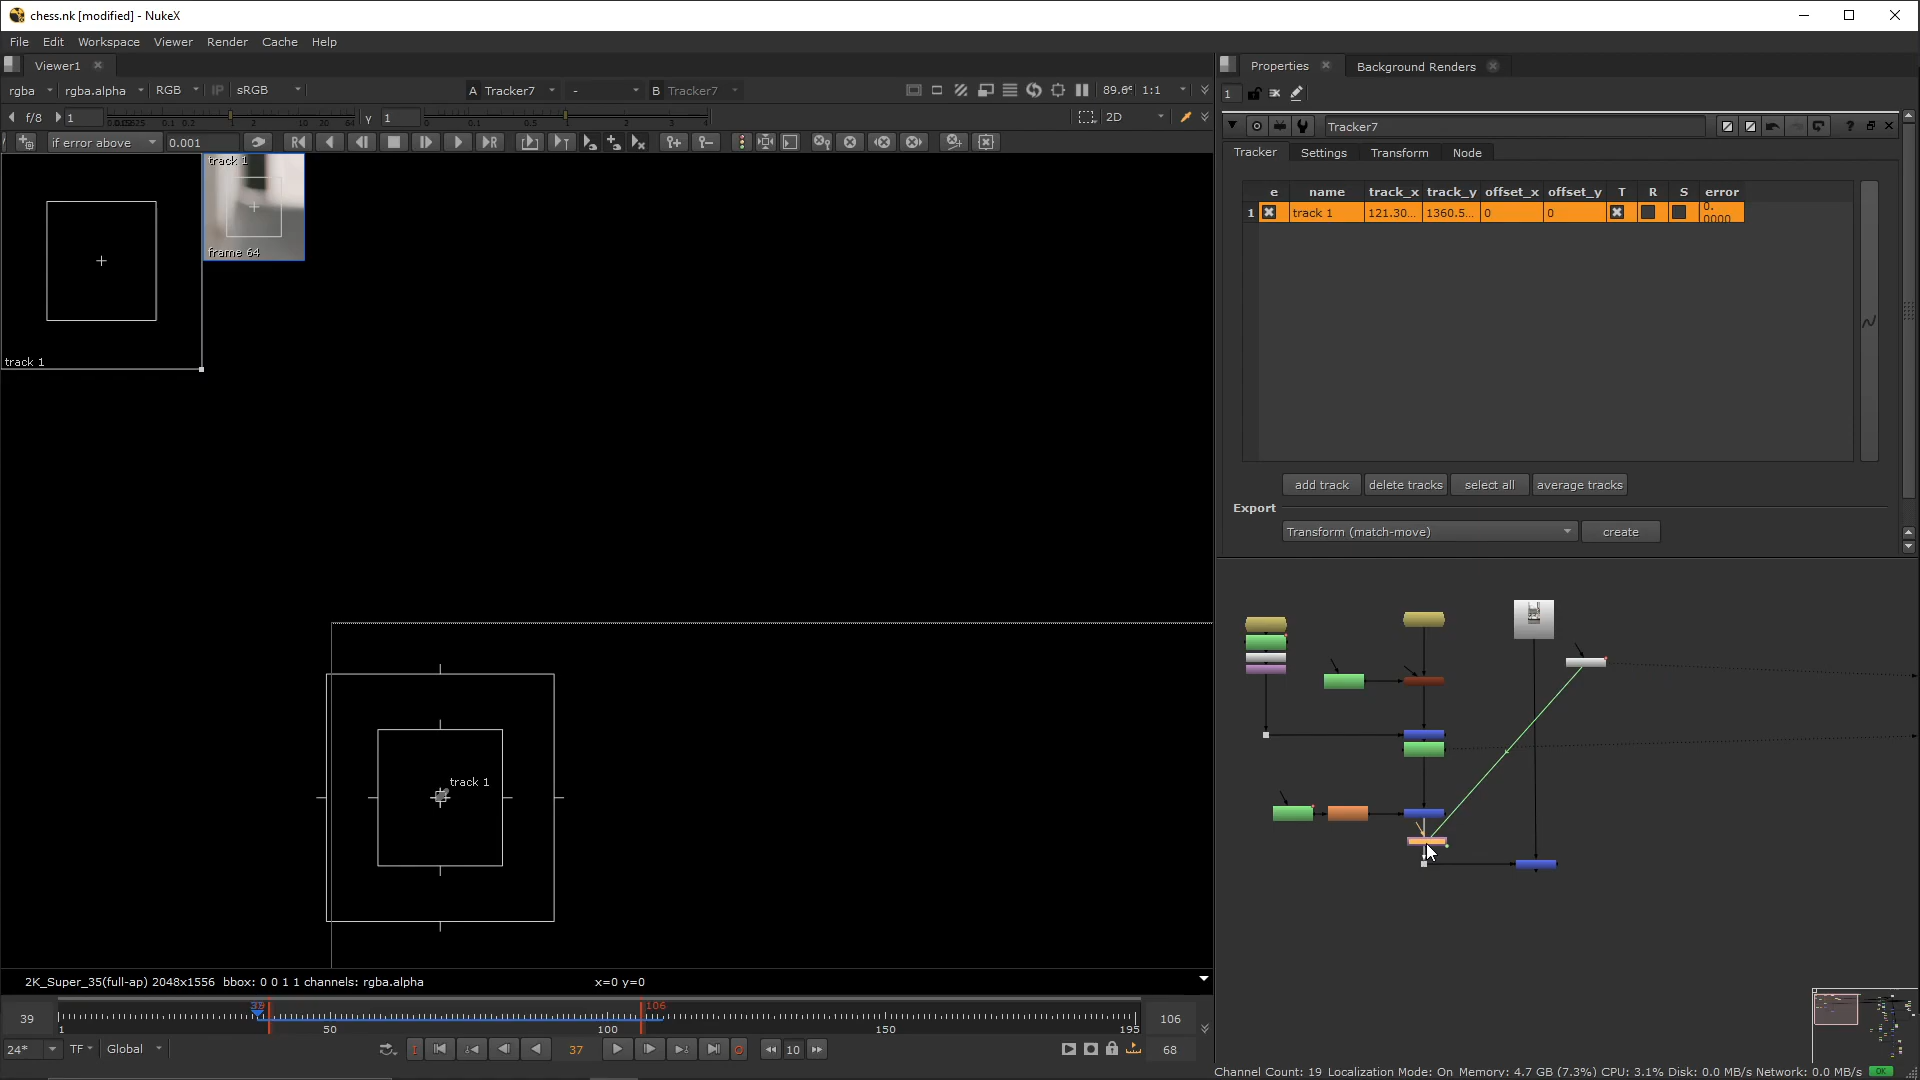 chess.nk [modified] - NukeX
File Edit Workspace Viewer Render Cache Help
Viewer1
rgba rgba.alpha RGB IP sRGB A Tracker7 - B Tracker7 1:1
f/8 1 y 1 2D
if error above 0.001
track 1
track 1
frame 64
track 1
2K_Super_35(full-ap) 2048x1556 bbox: 0 0 1 1 channels: rgba.alpha x=0 y=0
39 106 106
1 50 100 150 195
24* TF Global 37 10 68
Properties Background Renders
1
Tracker7
Tracker Settings Transform Node
e name track_x track_y offset_x offset_y T R S error
1 track 1 121.30... 1360.5... 0 0 0.
0000
add track delete tracks select all average tracks
Export
Transform (match-move) create
Channel Count: 19 Localization Mode: On Memory: 4.7 GB (7.3%) CPU: 3.1% Disk: 0.0 MB/s Network: 0.0 MB/s OK